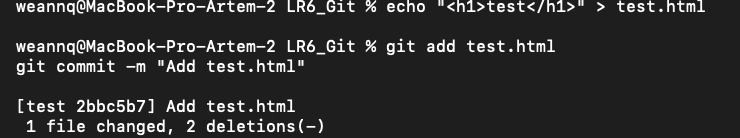 weannq@MacBook-Pro-Artem-2 LR6_Git % echo "<h1>test</h1>" > test.html
weannq@MacBook-Pro-Artem-2 LR6_Git % git add test.html
git commit -m "Add test.html"
[test 2bbc5b7] Add test.html
1 file changed, 2 deletions(-)